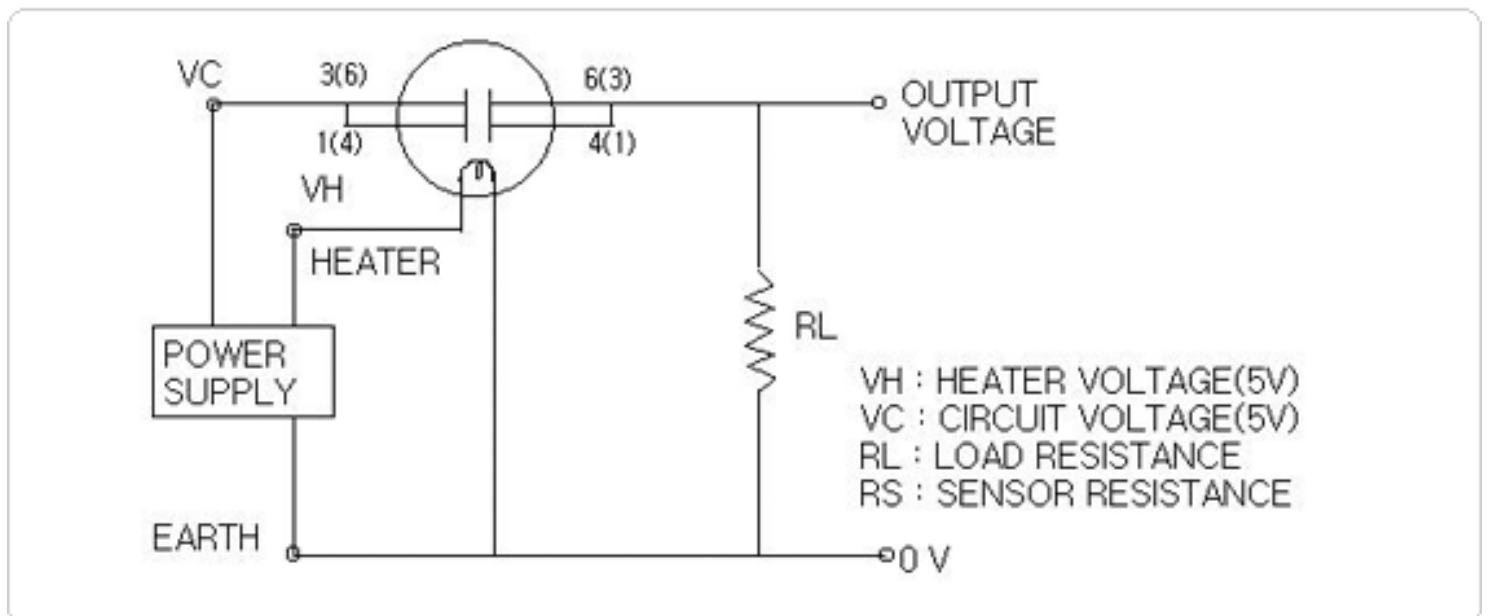 VC
3(6)
6(3)
OUTPUT
VOLTAGE
1(4)
4(1)
VH
HEATER
RL
POWER
SUPPLY
VH : HEATER VOLTAGE(5V)
VC : CIRCUIT VOLTAGE(5V)
RL : LOAD RESISTANCE
RS : SENSOR RESISTANCE
EARTH
0 V